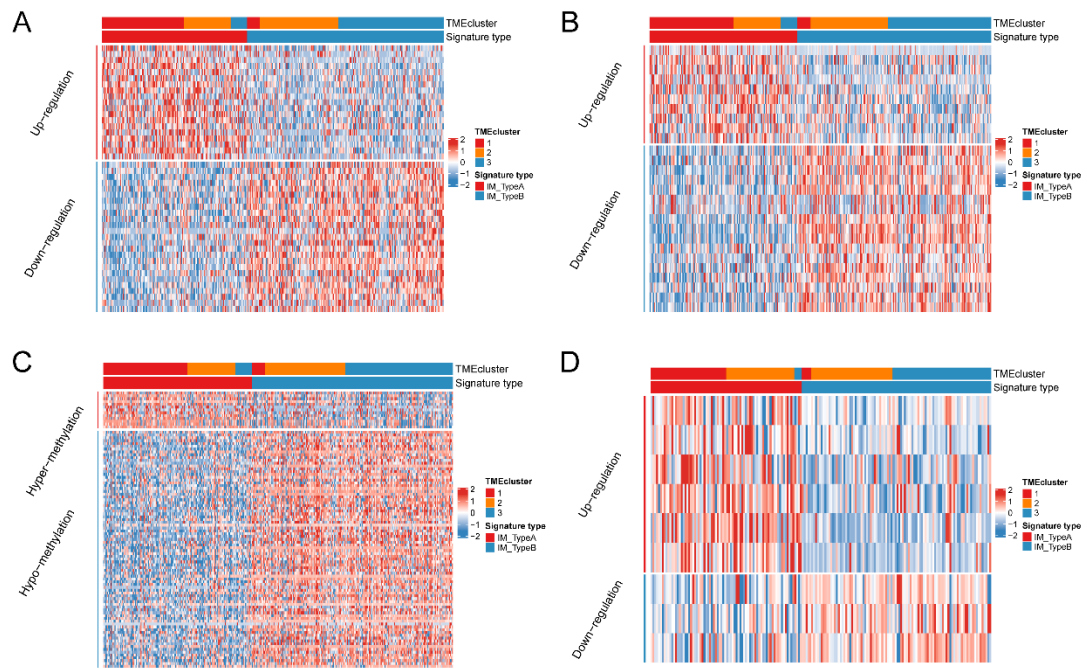 A
TMEcluster
Signature type
Up-regulation
Down-regulation
2
1
0
-1
-2
TMEcluster
1
2
3
Signature type
IM_TypeA
IM_TypeB
B
TMEcluster
Signature type
Up-regulation
Down-regulation
2
1
0
-1
-2
TMEcluster
1
2
3
Signature type
IM_TypeA
IM_TypeB
C
TMEcluster
Signature type
Hyper-methylation
Hypo-methylation
2
1
0
-1
-2
TMEcluster
1
2
3
Signature type
IM_TypeA
IM_TypeB
D
TMEcluster
Signature type
Up-regulation
Down-regulation
2
1
0
-1
-2
TMEcluster
1
2
3
Signature type
IM_TypeA
IM_TypeB